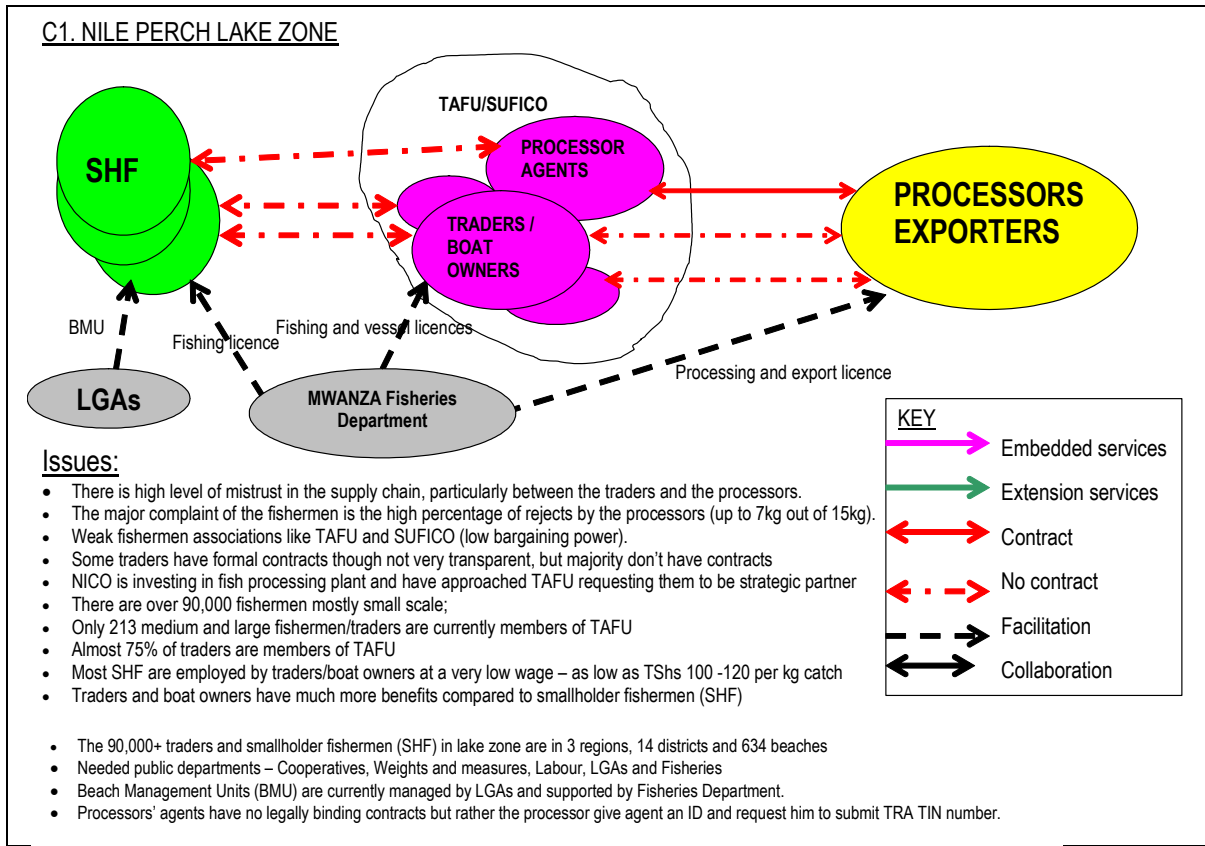 C1. NILE PERCH LAKE ZONE
TAFU/SUFICO
SHF
PROCESSOR
AGENTS
TRADERS /
BOAT
OWNERS
PROCESSORS
EXPORTERS
BMU
Fishing licence
Fishing and vessel licences
Processing and export licence
LGAs
MWANZA Fisheries
Department
KEY
Embedded services
Extension services
Contract
No contract
Facilitation
Collaboration
Issues:
• There is high level of mistrust in the supply chain, particularly between the traders and the processors.
• The major complaint of the fishermen is the high percentage of rejects by the processors (up to 7kg out of 15kg).
• Weak fishermen associations like TAFU and SUFICO (low bargaining power).
• Some traders have formal contracts though not very transparent, but majority don’t have contracts
• NICO is investing in fish processing plant and have approached TAFU requesting them to be strategic partner
• There are over 90,000 fishermen mostly small scale;
• Only 213 medium and large fishermen/traders are currently members of TAFU
• Almost 75% of traders are members of TAFU
• Most SHF are employed by traders/boat owners at a very low wage – as low as TShs 100 -120 per kg catch
• Traders and boat owners have much more benefits compared to smallholder fishermen (SHF)
• The 90,000+ traders and smallholder fishermen (SHF) in lake zone are in 3 regions, 14 districts and 634 beaches
• Needed public departments – Cooperatives, Weights and measures, Labour, LGAs and Fisheries
• Beach Management Units (BMU) are currently managed by LGAs and supported by Fisheries Department.
• Processors’ agents have no legally binding contracts but rather the processor give agent an ID and request him to submit TRA TIN number.